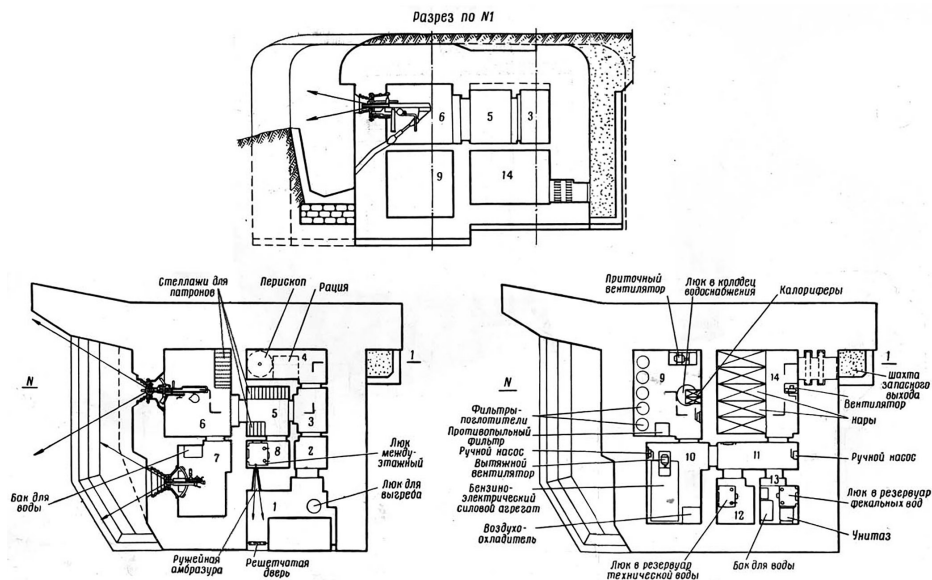 Разрез по N1
6
5
3
9
14
Стеллажи для
патронов
Перископ
Рация
4
1
N
6
5
3
7
8
2
Люк
между-
этажный
Бак для
воды
1
Люк для
выгреба
Ружейная
амбразура
Решетчатая
дверь
Приточный
вентилятор
Люк в колодец
водоснабжения
Калориферы
1
N
9
14
шахта
запасного
выхода
Вентилятор
нары
Фильтры-
поглотители
Противопыльный
фильтр
Ручной насос
Вытяжной
вентилятор
10
11
Ручной насос
Бензино-
электрический
силовой агрегат
12
13
Люк в резервуар
фекальных вод
Воздухо-
охладитель
Люк в резервуар
технической воды
Бак для воды
Унитаз